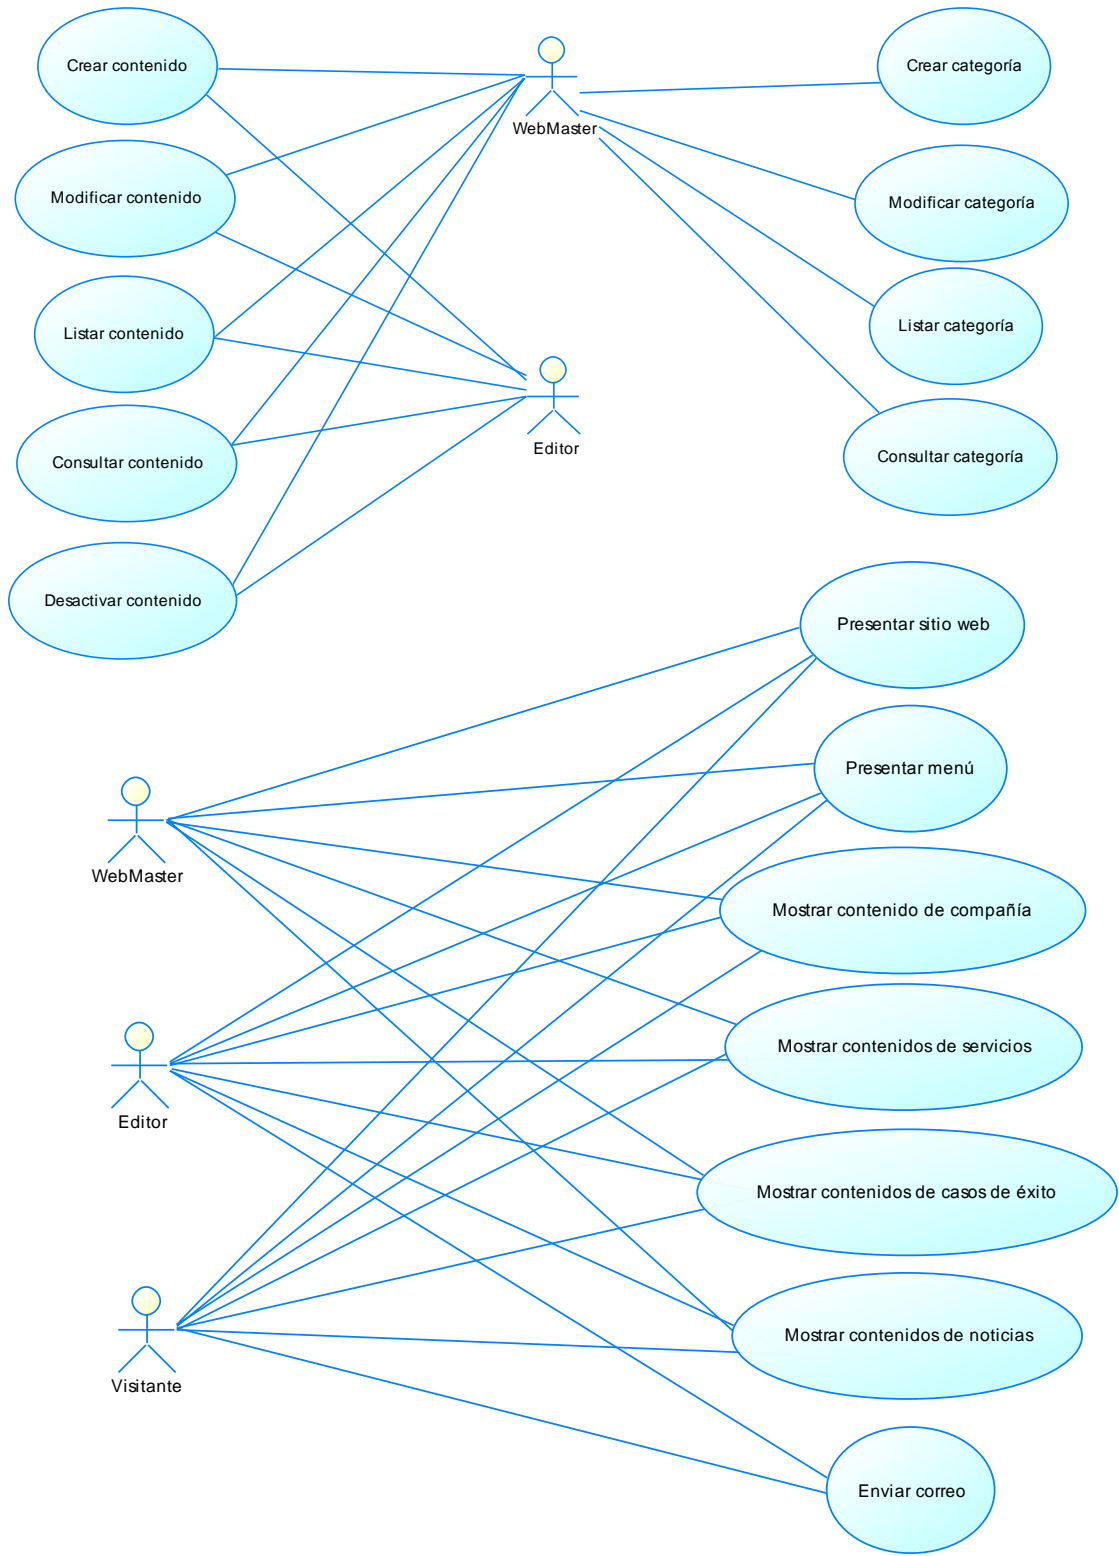 Crear contenido
Crear categoría
WebMaster
Modificar contenido
Modificar categoría
Listar contenido
Listar categoría
Editor
Consultar contenido
Consultar categoría
Desactivar contenido
Presentar sitio web
Presentar menú
WebMaster
Mostrar contenido de compañía
Mostrar contenidos de servicios
Editor
Mostrar contenidos de casos de éxito
Mostrar contenidos de noticias
Visitante
Enviar correo